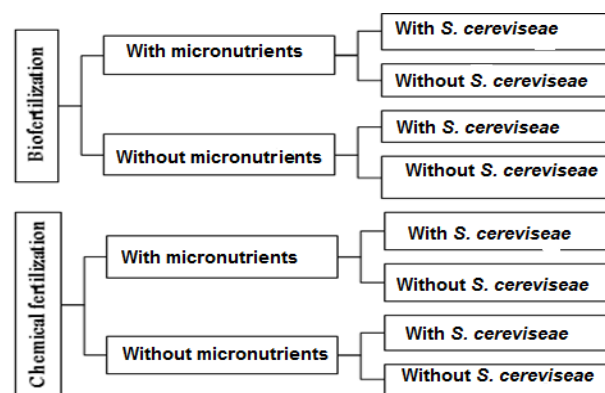 Biofertilization
With micronutrients
With S. cereviseae
Without S. cereviseae
Without micronutrients
With S. cereviseae
Without S. cereviseae
Chemical fertilization
With micronutrients
With S. cereviseae
Without S. cereviseae
Without micronutrients
With S. cereviseae
Without S. cereviseae